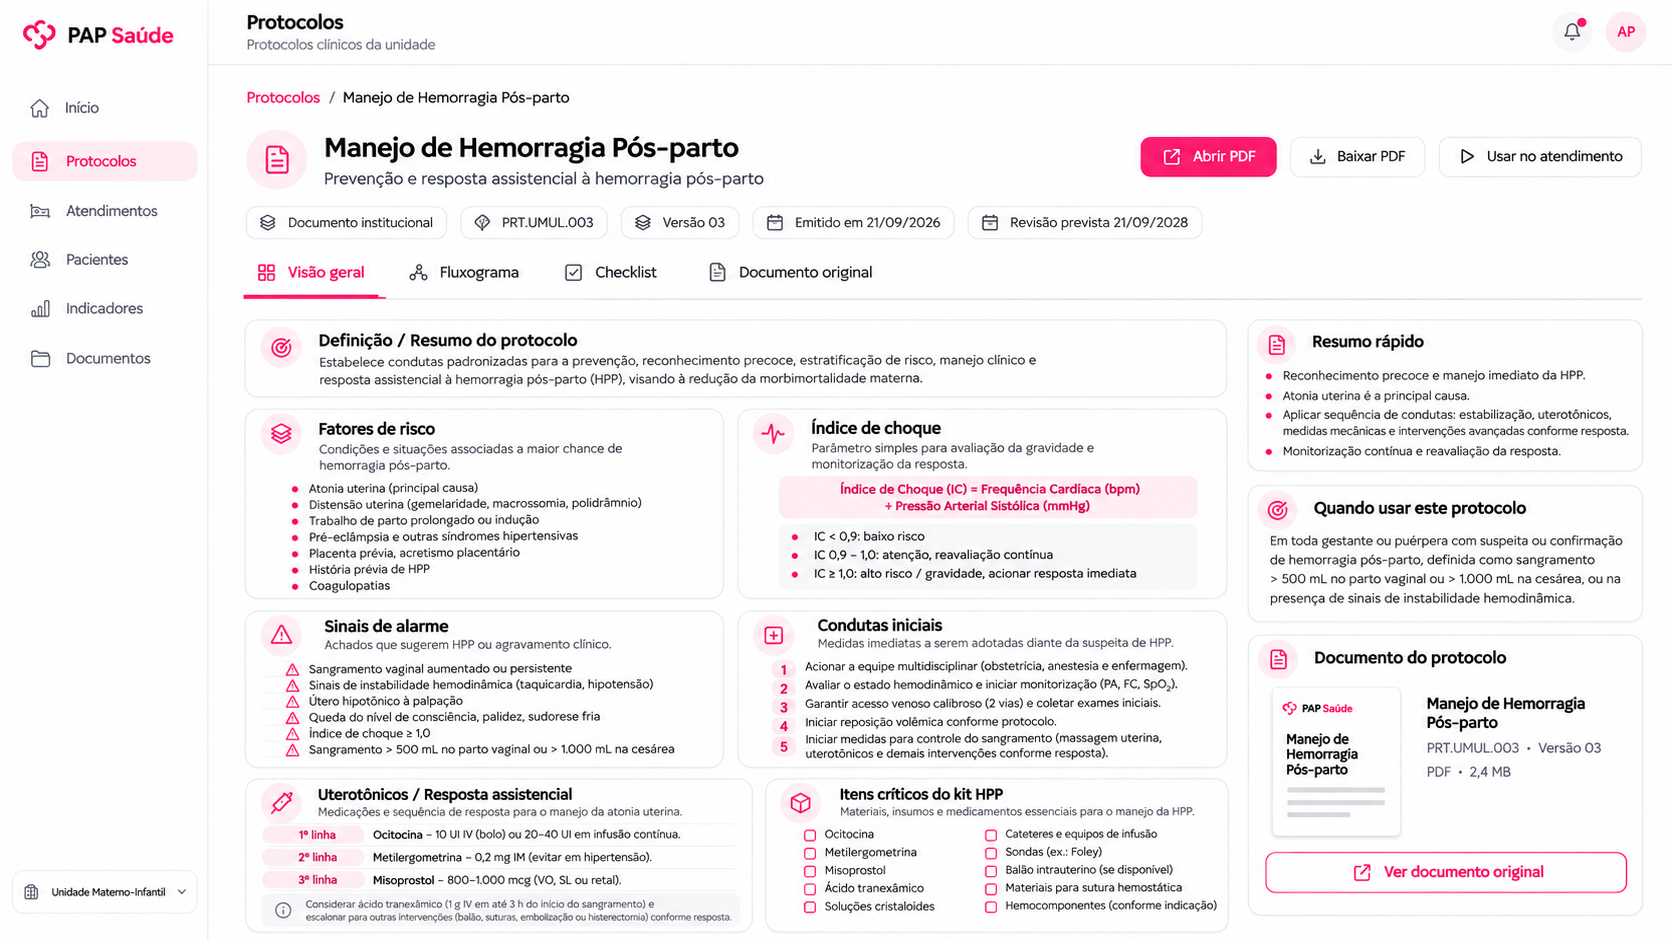 PAP Saúde
Início
Protocolos
Atendimentos
Pacientes
Indicadores
Documentos
Unidade Materno-Infantil
Protocolos
Protocolos clínicos da unidade
AP
Protocolos / Manejo de Hemorragia Pós-parto
Manejo de Hemorragia Pós-parto
Prevenção e resposta assistencial à hemorragia pós-parto
Abrir PDF
Baixar PDF
Usar no atendimento
Documento institucional
PRT.UMUL.003
Versão 03
Emitido em 21/09/2026
Revisão prevista 21/09/2028
Visão geral
Fluxograma
Checklist
Documento original
Definição / Resumo do protocolo
Estabelece condutas padronizadas para a prevenção, reconhecimento precoce, estratificação de risco, manejo clínico e
resposta assistencial à hemorragia pós-parto (HPP), visando à redução da morbimortalidade materna.
Fatores de risco
Condições e situações associadas a maior chance de
hemorragia pós-parto.
• Atonia uterina (principal causa)
• Distensão uterina (gemelaridade, macrossomia, polidrâmnio)
• Trabalho de parto prolongado ou indução
• Pré-eclâmpsia e outras síndromes hipertensivas
• Placenta prévia, acretismo placentário
• História prévia de HPP
• Coagulopatias
Índice de choque
Parâmetro simples para avaliação da gravidade e
monitorização da resposta.
Índice de Choque (IC) = Frequência Cardíaca (bpm)
÷ Pressão Arterial Sistólica (mmHg)
• IC < 0,9: baixo risco
• IC 0,9 – 1,0: atenção, reavaliação contínua
• IC ≥ 1,0: alto risco / gravidade, acionar resposta imediata
Sinais de alarme
Achados que sugerem HPP ou agravamento clínico.
Sangramento vaginal aumentado ou persistente
Sinais de instabilidade hemodinâmica (taquicardia, hipotensão)
Útero hipotônico à palpação
Queda do nível de consciência, palidez, sudorese fria
Índice de choque ≥ 1,0
Sangramento > 500 mL no parto vaginal ou > 1.000 mL na cesárea
Condutas iniciais
Medidas imediatas a serem adotadas diante da suspeita de HPP.
1 Acionar a equipe multidisciplinar (obstetrícia, anestesia e enfermagem).
2 Avaliar o estado hemodinâmico e iniciar monitorização (PA, FC, SpO₂).
3 Garantir acesso venoso calibroso (2 vias) e coletar exames iniciais.
4 Iniciar reposição volêmica conforme protocolo.
5 Iniciar medidas para controle do sangramento (massagem uterina,
uterotônicos e demais intervenções conforme resposta).
Uterotônicos / Resposta assistencial
Medicações e sequência de resposta para o manejo da atonia uterina.
1ª linha Ocitocina – 10 UI IV (bolo) ou 20–40 UI em infusão contínua.
2ª linha Metilergometrina – 0,2 mg IM (evitar em hipertensão).
3ª linha Misoprostol – 800–1.000 mcg (VO, SL ou retal).
Considerar ácido tranexâmico (1 g IV em até 3 h do início do sangramento) e
escalonar para outras intervenções (balão, suturas, embolização ou histerectomia) conforme resposta.
Itens críticos do kit HPP
Materiais, insumos e medicamentos essenciais para o manejo da HPP.
Ocitocina
Metilergometrina
Misoprostol
Ácido tranexâmico
Soluções cristaloides
Cateteres e equipos de infusão
Sondas (ex.: Foley)
Balão intrauterino (se disponível)
Materiais para sutura hemostática
Hemocomponentes (conforme indicação)
Resumo rápido
• Reconhecimento precoce e manejo imediato da HPP.
• Atonia uterina é a principal causa.
• Aplicar sequência de condutas: estabilização, uterotônicos,
medidas mecânicas e intervenções avançadas conforme resposta.
• Monitorização contínua e reavaliação da resposta.
Quando usar este protocolo
Em toda gestante ou puérpera com suspeita ou confirmação
de hemorragia pós-parto, definida como sangramento
> 500 mL no parto vaginal ou > 1.000 mL na cesárea, ou na
presença de sinais de instabilidade hemodinâmica.
Documento do protocolo
PAP Saúde
Manejo de
Hemorragia
Pós-parto
Manejo de Hemorragia
Pós-parto
PRT.UMUL.003 • Versão 03
PDF • 2,4 MB
Ver documento original